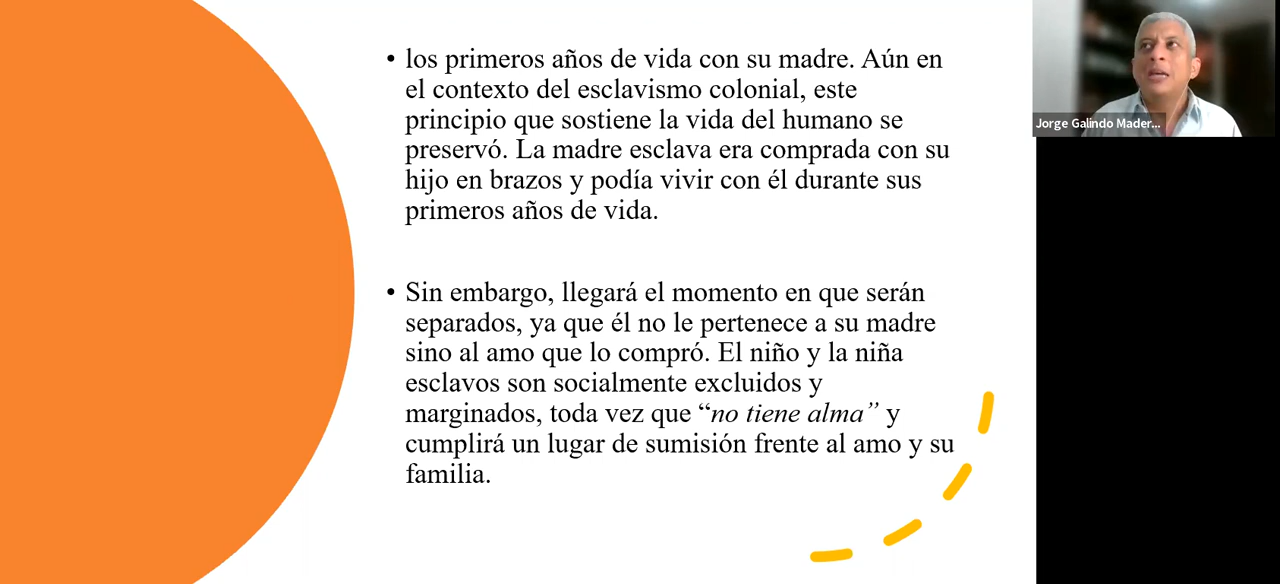 • los primeros años de vida con su madre. Aún en
el contexto del esclavismo colonial, este
principio que sostiene la vida del humano se
preservó. La madre esclava era comprada con su
hijo en brazos y podía vivir con él durante sus
primeros años de vida.
• Sin embargo, llegará el momento en que serán
separados, ya que él no le pertenece a su madre
sino al amo que lo compró. El niño y la niña
esclavos son socialmente excluidos y
marginados, toda vez que “no tiene alma” y
cumplirá un lugar de sumisión frente al amo y su
familia.
Jorge Galindo Mader...